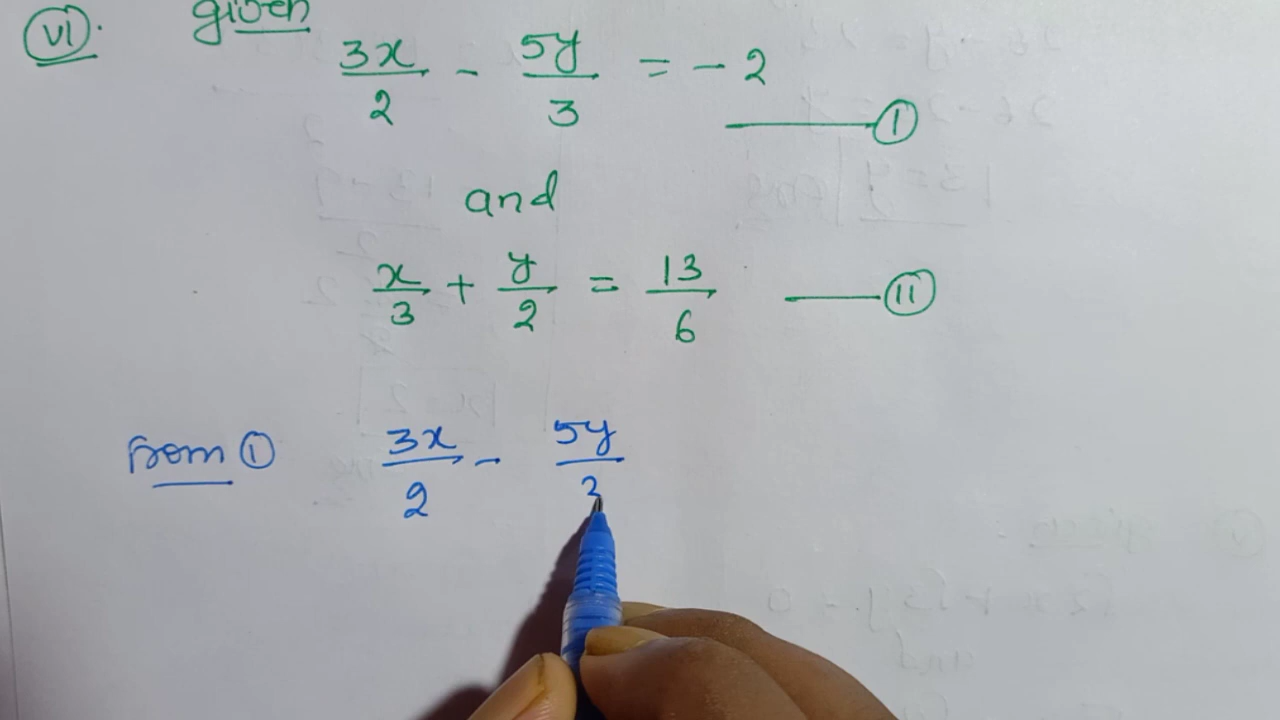 (vi). given
3x/2 - 5y/3 = - 2 —— (I)
and
x/3 + y/2 = 13/6 —— (II)
From (I) 3x/2 - 5y/3